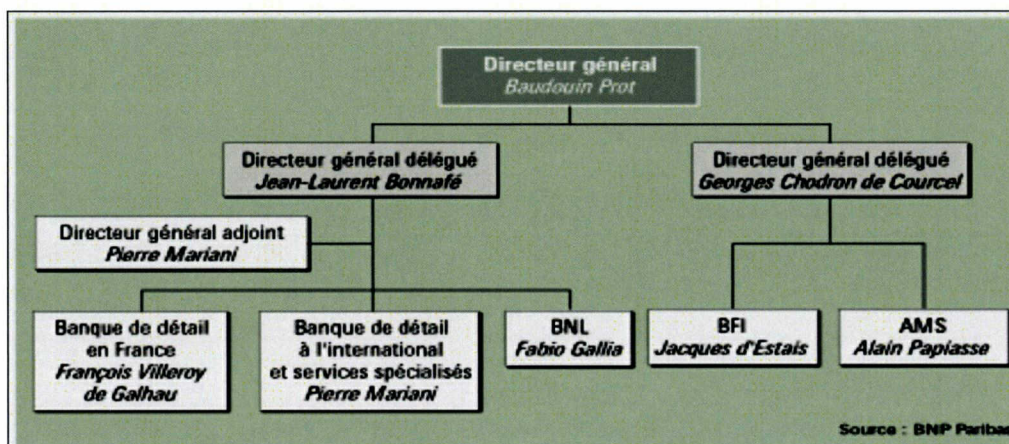 Directeur général
Baudouin Prot
Directeur général délégué
Jean-Laurent Bonnafé
Directeur général délégué
Georges Chodron de Courcel
Directeur général adjoint
Pierre Mariani
Banque de détail
en France
François Villeroy
de Galhau
Banque de détail
à l'international
et services spécialisés
Pierre Mariani
BNL
Fabio Gallia
BFI
Jacques d'Estais
AMS
Alain Papiasse
Source : BNP Paribas